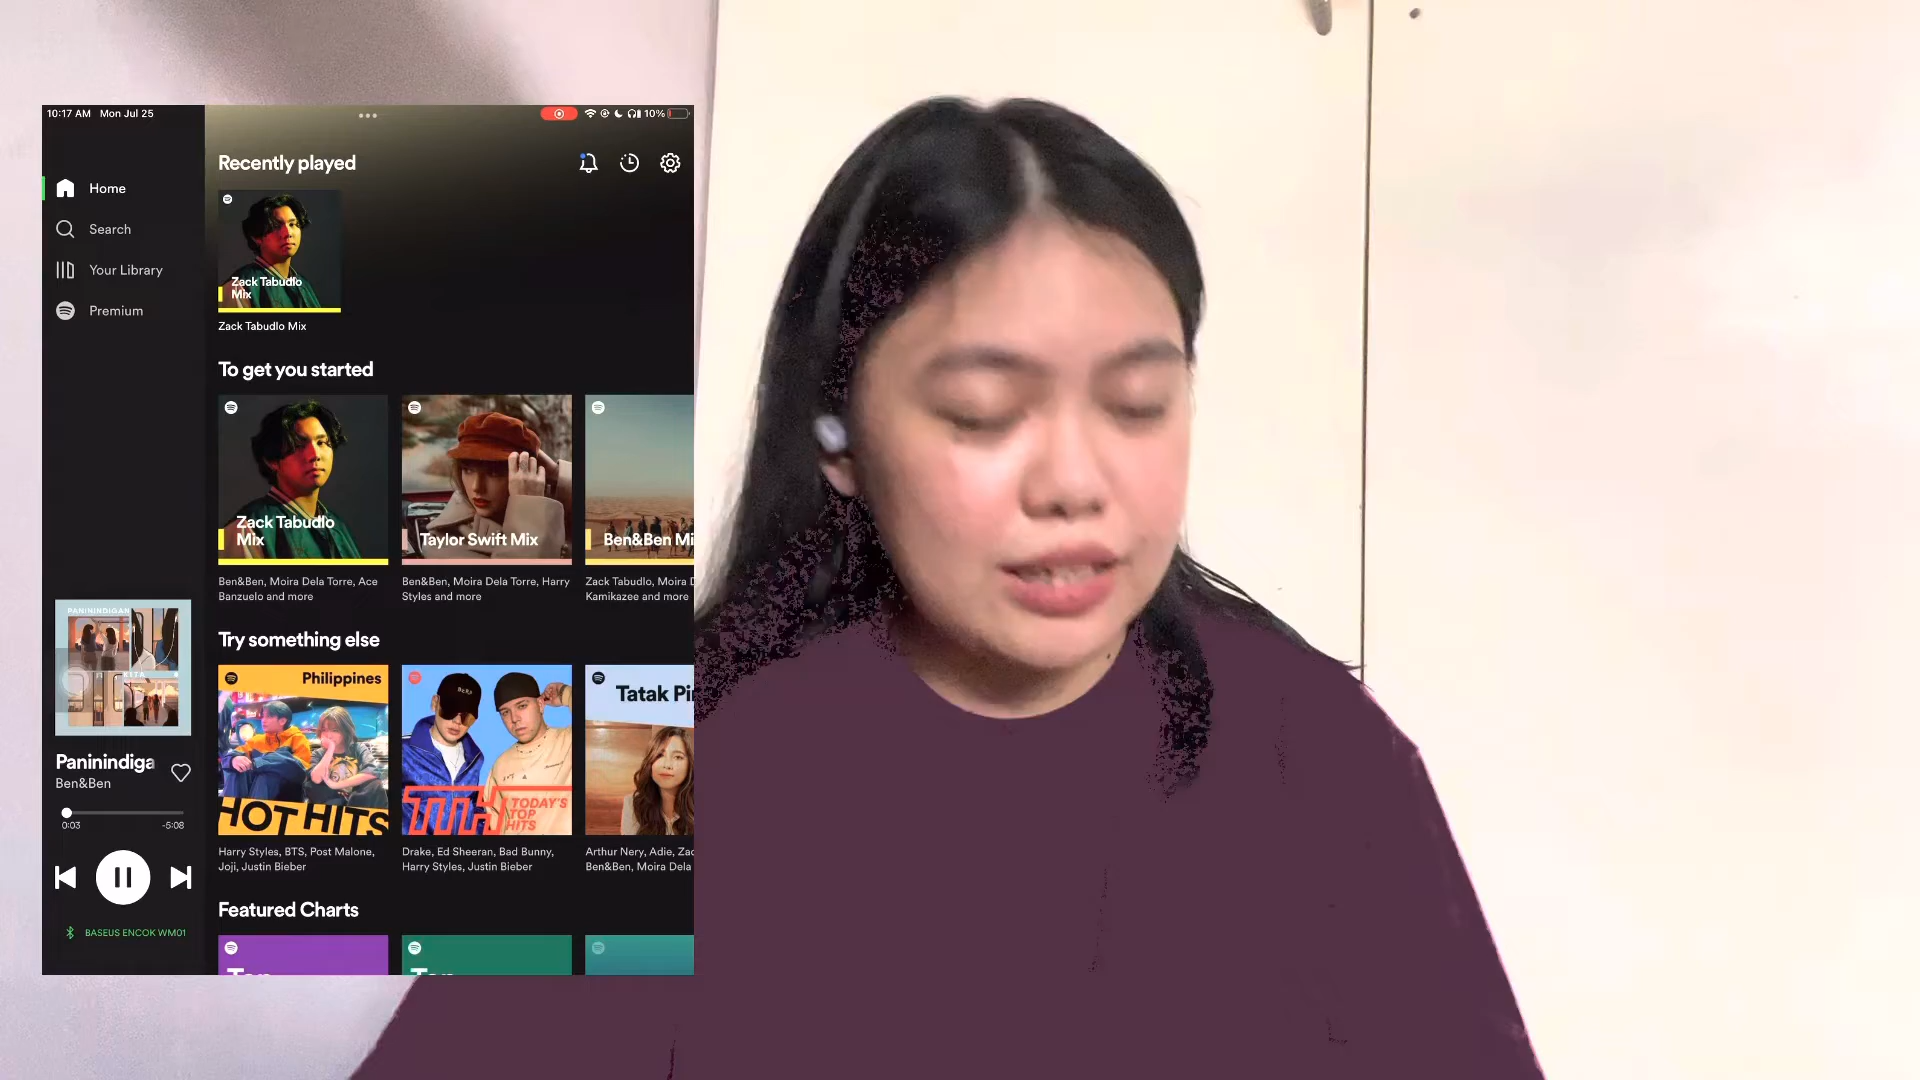 10:17 AM Mon Jul 25
10%
Home
Search
Your Library
Premium
PANININDIGAN
KITA
Paninindiga
Ben&Ben
0:03 -5:08
BASEUS ENCOK WM01
Recently played
Zack Tabudlo
Mix
Zack Tabudlo Mix
To get you started
Zack Tabudlo
Mix
Ben&Ben, Moira Dela Torre, Ace
Banzuelo and more
Taylor Swift Mix
Ben&Ben, Moira Dela Torre, Harry
Styles and more
Ben&Ben Mi
Zack Tabudlo, Moira D
Kamikazee and more
Try something else
Philippines
HOT HITS
Harry Styles, BTS, Post Malone,
Joji, Justin Bieber
TTH
TODAY'S
TOP
HITS
Drake, Ed Sheeran, Bad Bunny,
Harry Styles, Justin Bieber
Tatak Pi
Arthur Nery, Adie, Zac
Ben&Ben, Moira Dela
Featured Charts
Top
Top